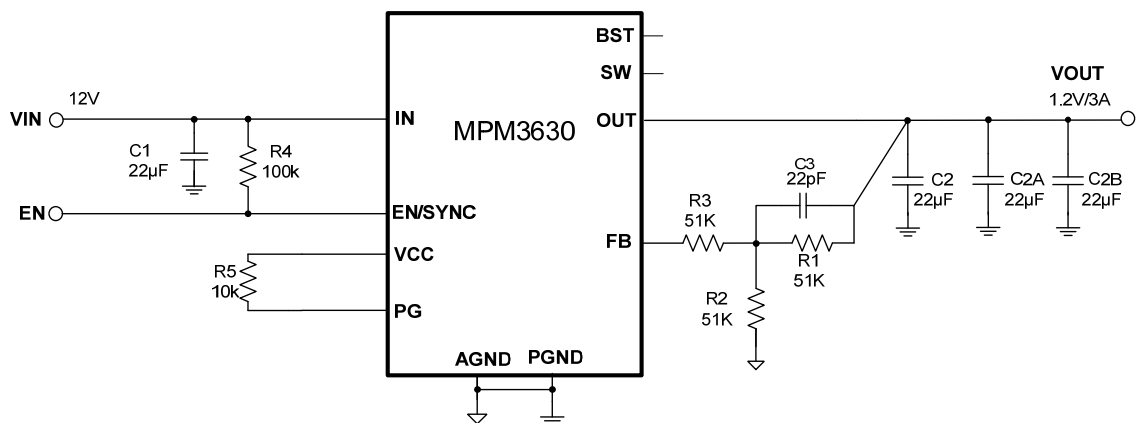 BST
SW
VOUT
1.2V/3A
12V
VIN
IN
MPM3630
OUT
C1
22µF
R4
100k
C3
22pF
C2
22µF
C2A
22µF
C2B
22µF
R3
51K
EN
EN/SYNC
FB
R1
51K
VCC
R5
10k
R2
51K
PG
AGND
PGND